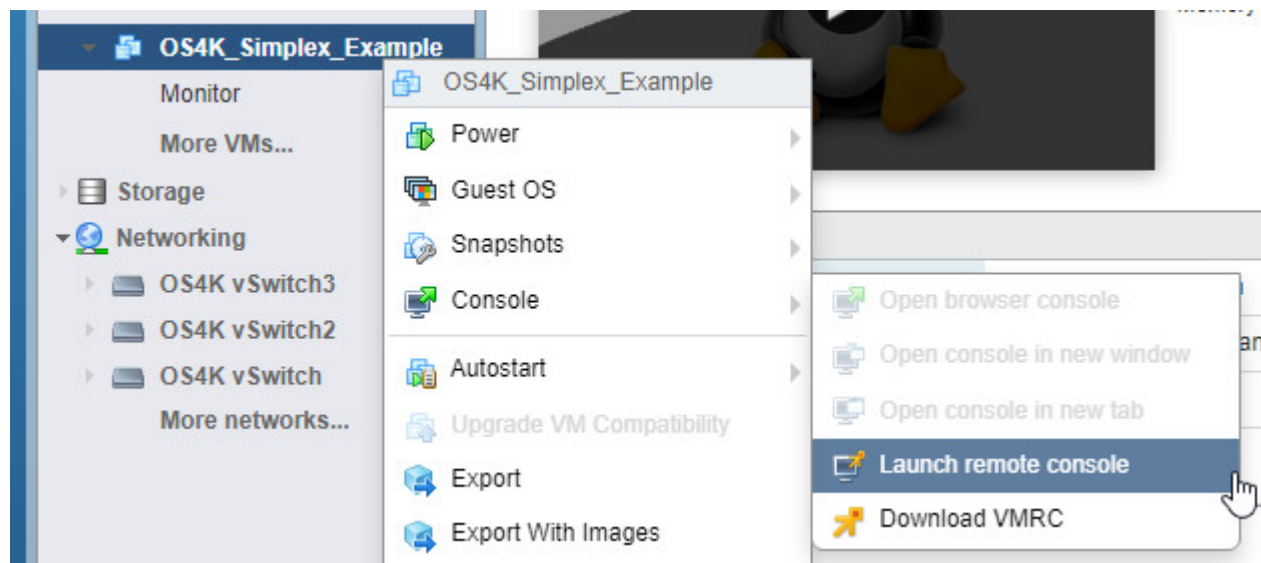 OS4K_Simplex_Example
Monitor
More VMs...
Storage
Networking
OS4K vSwitch3
OS4K vSwitch2
OS4K vSwitch
More networks...
OS4K_Simplex_Example
Power
Guest OS
Snapshots
Console
Autostart
Upgrade VM Compatibility
Export
Export With Images
Open browser console
Open console in new window
Open console in new tab
Launch remote console
Download VMRC